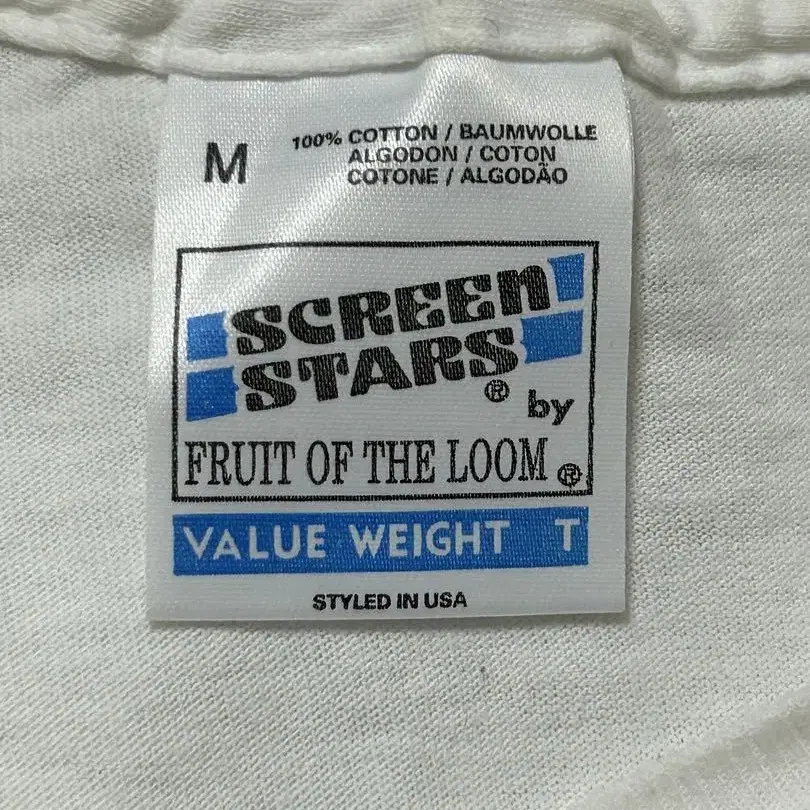 M
100% COTTON / BAUMWOLLE
ALGODON / COTON
COTONE / ALGODÃO
SCREEN
STARS® by
FRUIT OF THE LOOM®
VALUE WEIGHT T
STYLED IN USA